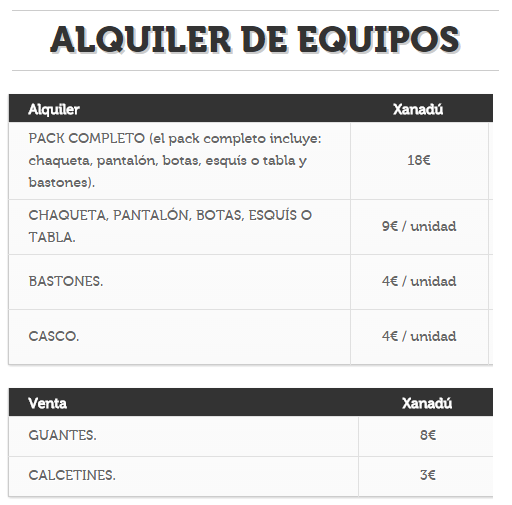 ALQUILER DE EQUIPOS
Alquiler Xanadú
PACK COMPLETO (el pack completo incluye:
chaqueta, pantalón, botas, esquís o tabla y
bastones).
18€
CHAQUETA, PANTALÓN, BOTAS, ESQUÍS O
TABLA.
9€ / unidad
BASTONES. 4€ / unidad
CASCO. 4€ / unidad
Venta Xanadú
GUANTES. 8€
CALCETINES. 3€